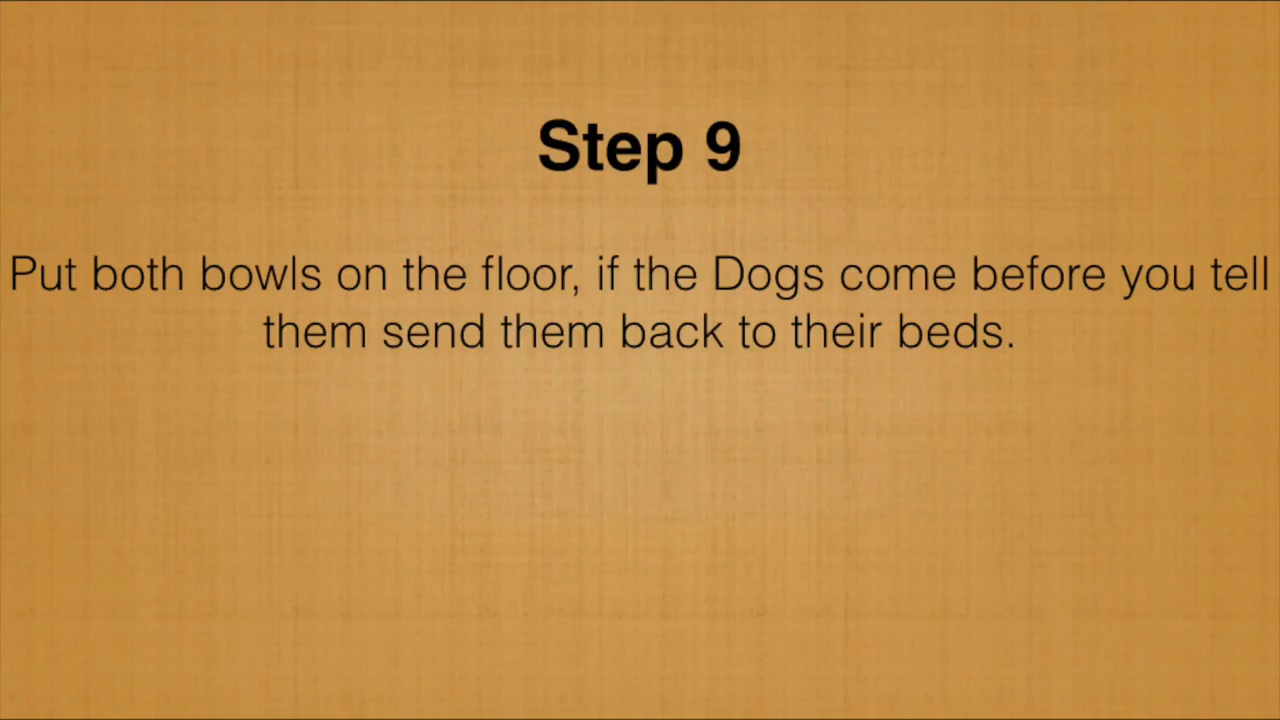 Step 9
Put both bowls on the floor, if the Dogs come before you tell
them send them back to their beds.